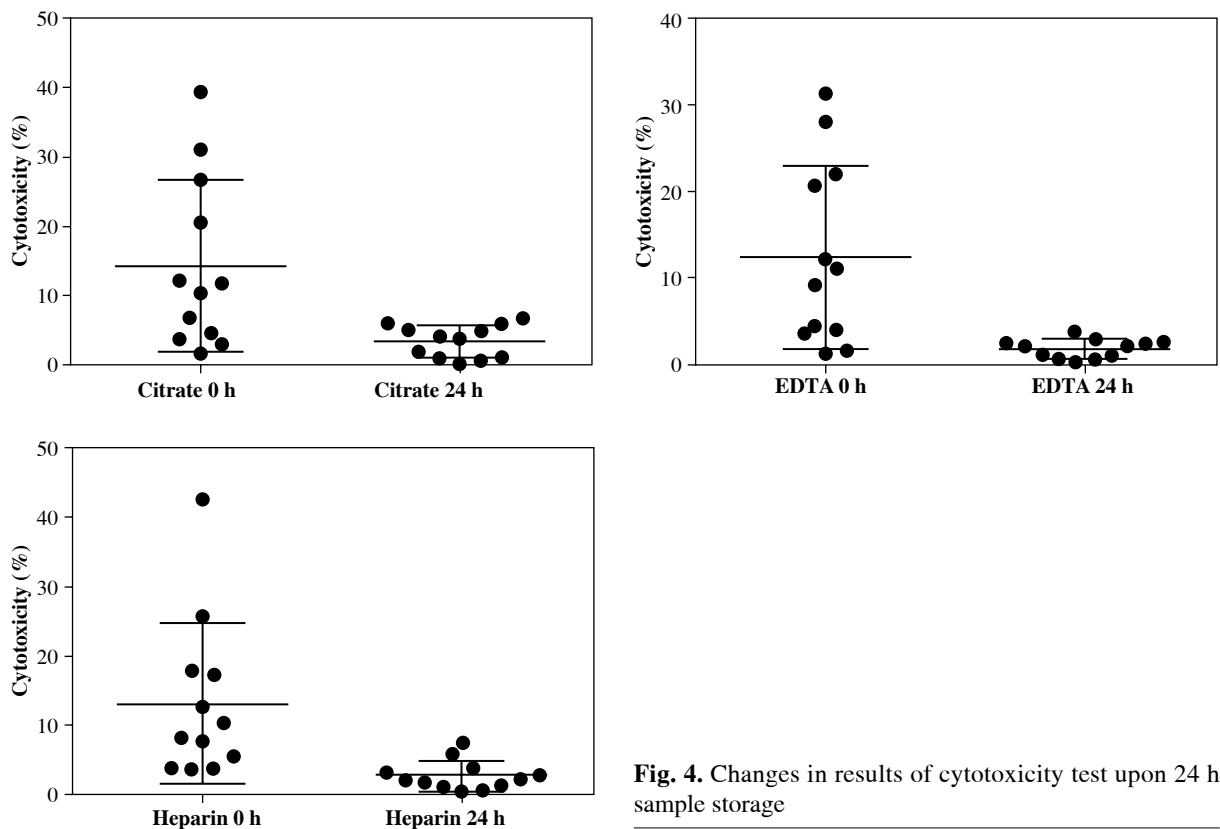 50
40
30
20
10
0
Cytotoxicity (%)
Citrate 0 h Citrate 24 h
40
30
20
10
0
Cytotoxicity (%)
EDTA 0 h EDTA 24 h
50
40
30
20
10
0
Cytotoxicity (%)
Heparin 0 h Heparin 24 h
Fig. 4. Changes in results of cytotoxicity test upon 24 h
sample storage